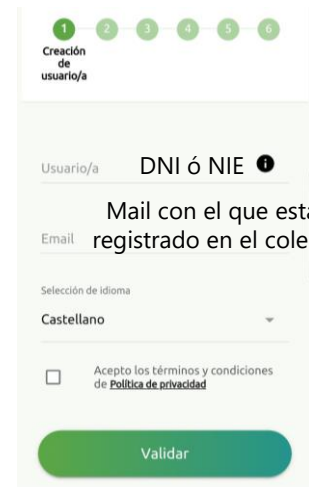 1 2 3 4 5 6
Creación
de
usuario/a
Usuario/a DNI ó NIE i
Mail con el que está
Email registrado en el cole
Selección de idioma
Castellano
Acepto los términos y condiciones
de Política de privacidad
Validar